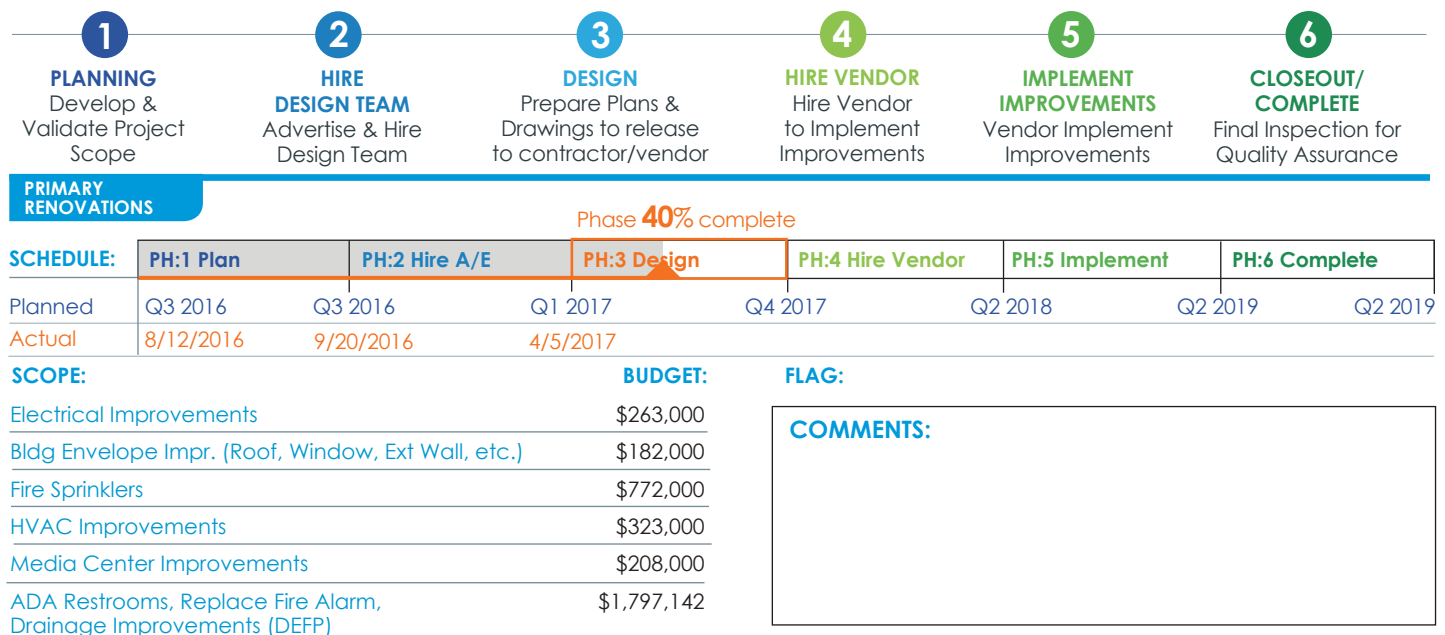 1 2 3 4 5 6
PLANNING
Develop &
Validate Project
Scope
HIRE
DESIGN TEAM
Advertise & Hire
Design Team
DESIGN
Prepare Plans &
Drawings to release
to contractor/vendor
HIRE VENDOR
Hire Vendor
to Implement
Improvements
IMPLEMENT
IMPROVEMENTS
Vendor Implement
Improvements
CLOSEOUT/
COMPLETE
Final Inspection for
Quality Assurance
PRIMARY
RENOVATIONS
Phase 40% complete
SCHEDULE: PH:1 Plan PH:2 Hire A/E PH:3 Design PH:4 Hire Vendor PH:5 Implement PH:6 Complete
Planned Q3 2016 Q3 2016 Q1 2017 Q4 2017 Q2 2018 Q2 2019 Q2 2019
Actual 8/12/2016 9/20/2016 4/5/2017
SCOPE: BUDGET: FLAG:
Electrical Improvements $263,000
COMMENTS:
Bldg Envelope Impr. (Roof, Window, Ext Wall, etc.) $182,000
Fire Sprinklers $772,000
HVAC Improvements $323,000
Media Center Improvements $208,000
ADA Restrooms, Replace Fire Alarm, $1,797,142
Drainage Improvements (DEFP)